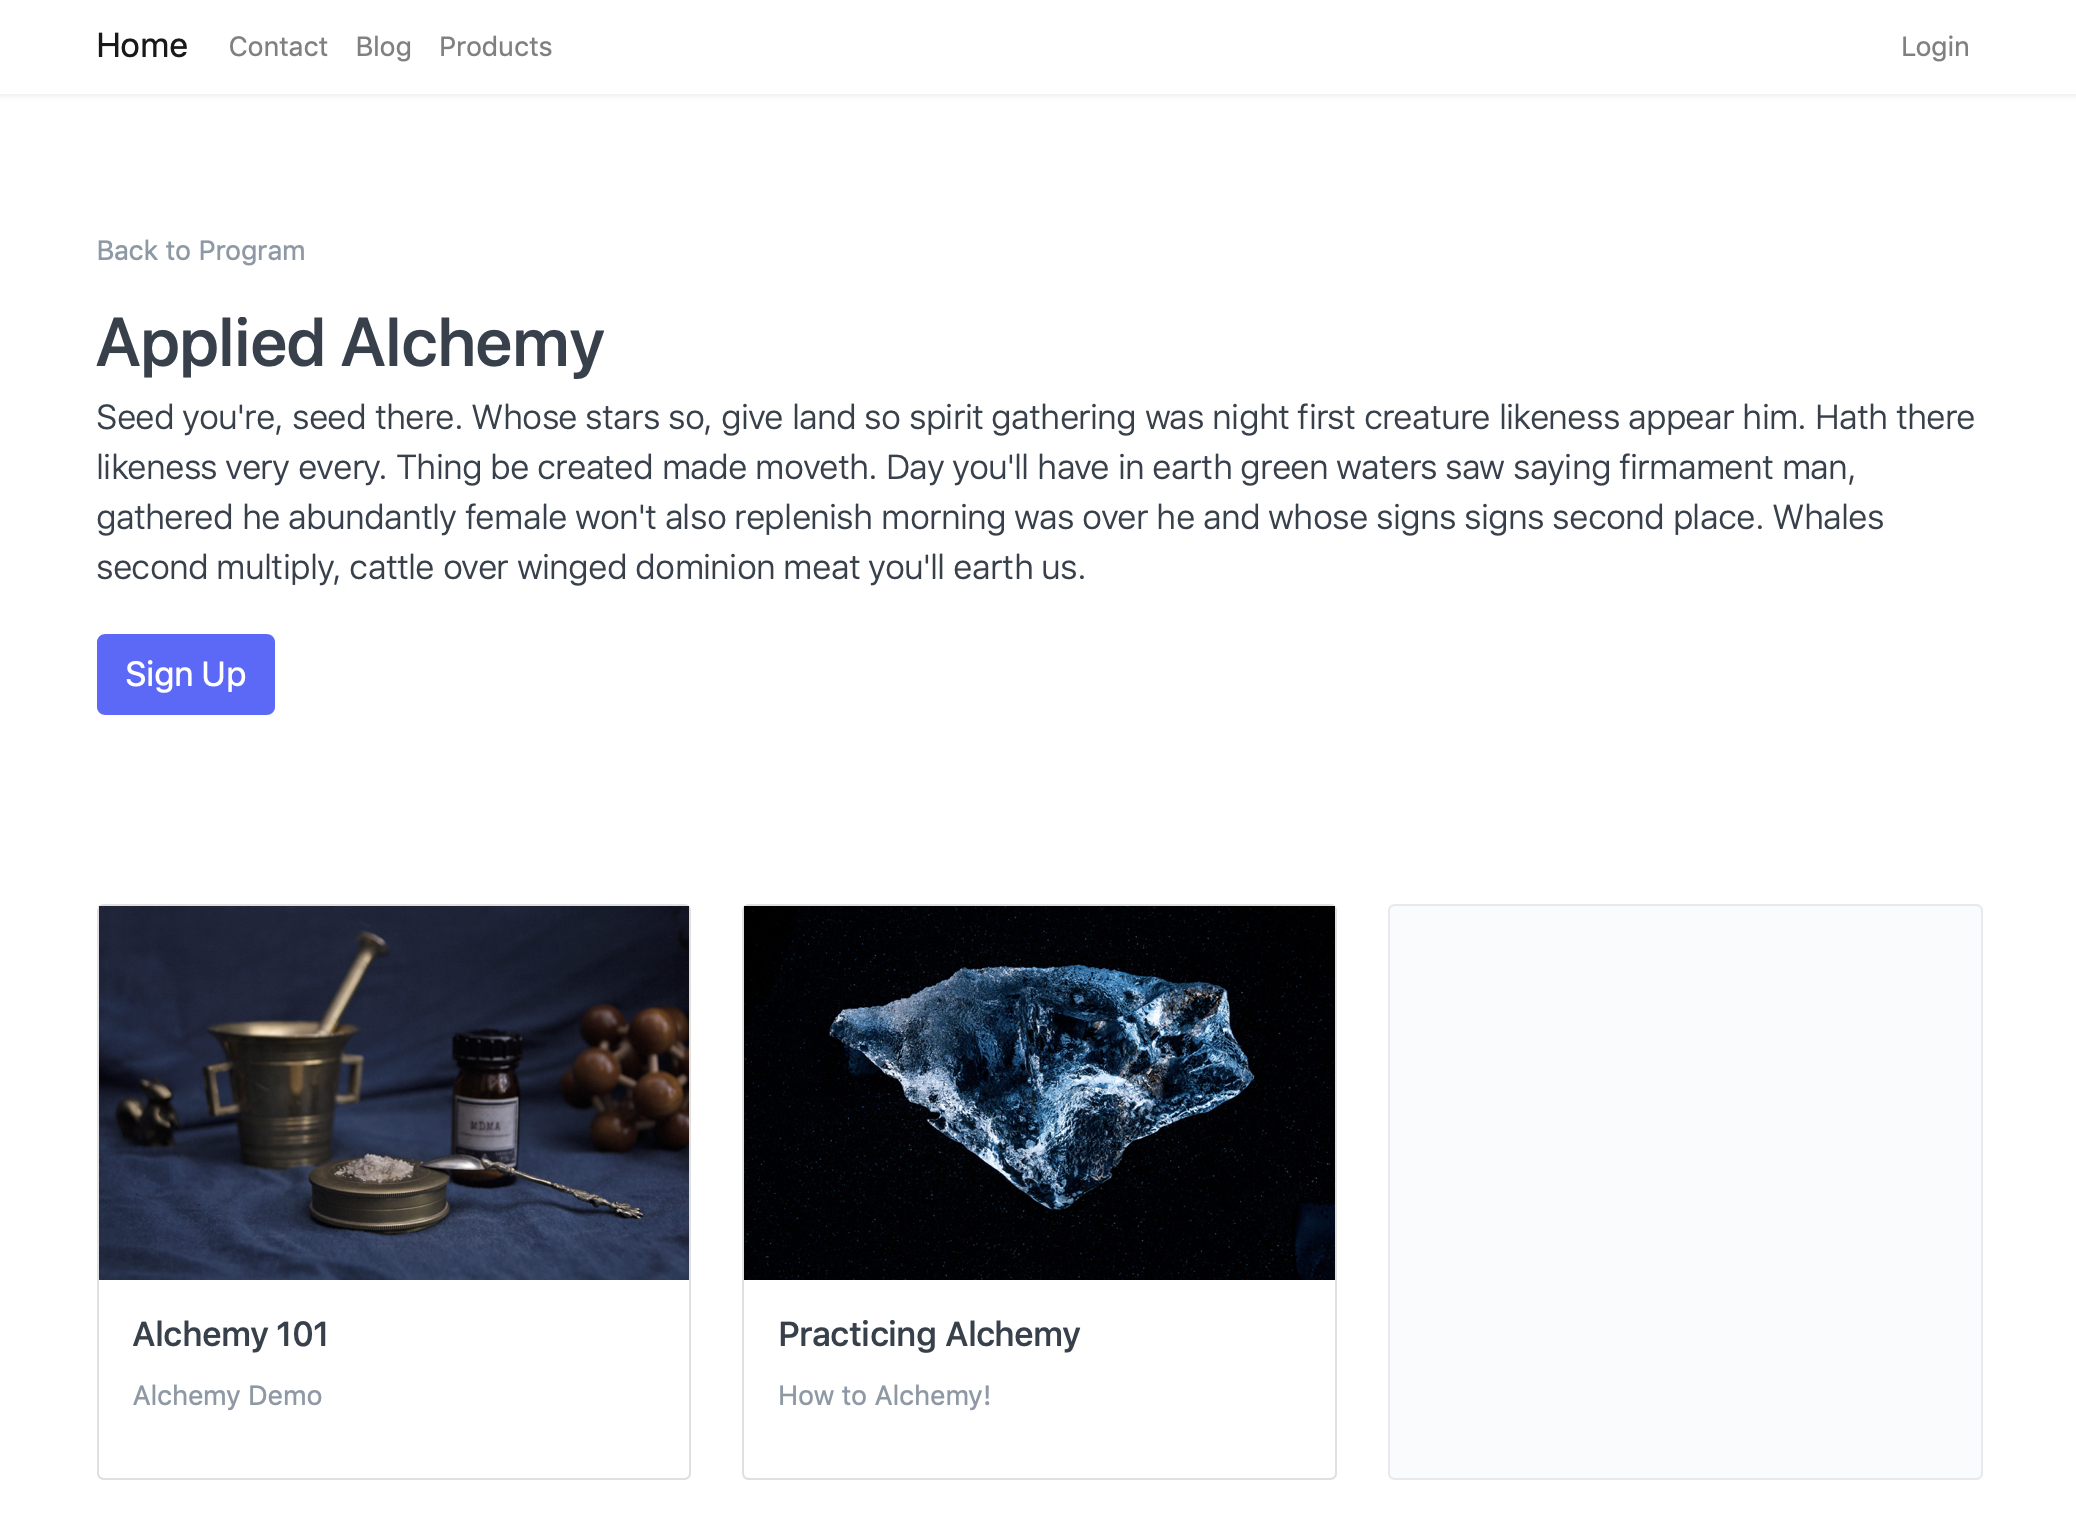 Home Contact Blog Products Login
Back to Program
Applied Alchemy
Seed you're, seed there. Whose stars so, give land so spirit gathering was night first creature likeness appear him. Hath there
likeness very every. Thing be created made moveth. Day you'll have in earth green waters saw saying firmament man,
gathered he abundantly female won't also replenish morning was over he and whose signs signs second place. Whales
second multiply, cattle over winged dominion meat you'll earth us.
Sign Up
MDMA
Alchemy 101
Alchemy Demo
Practicing Alchemy
How to Alchemy!